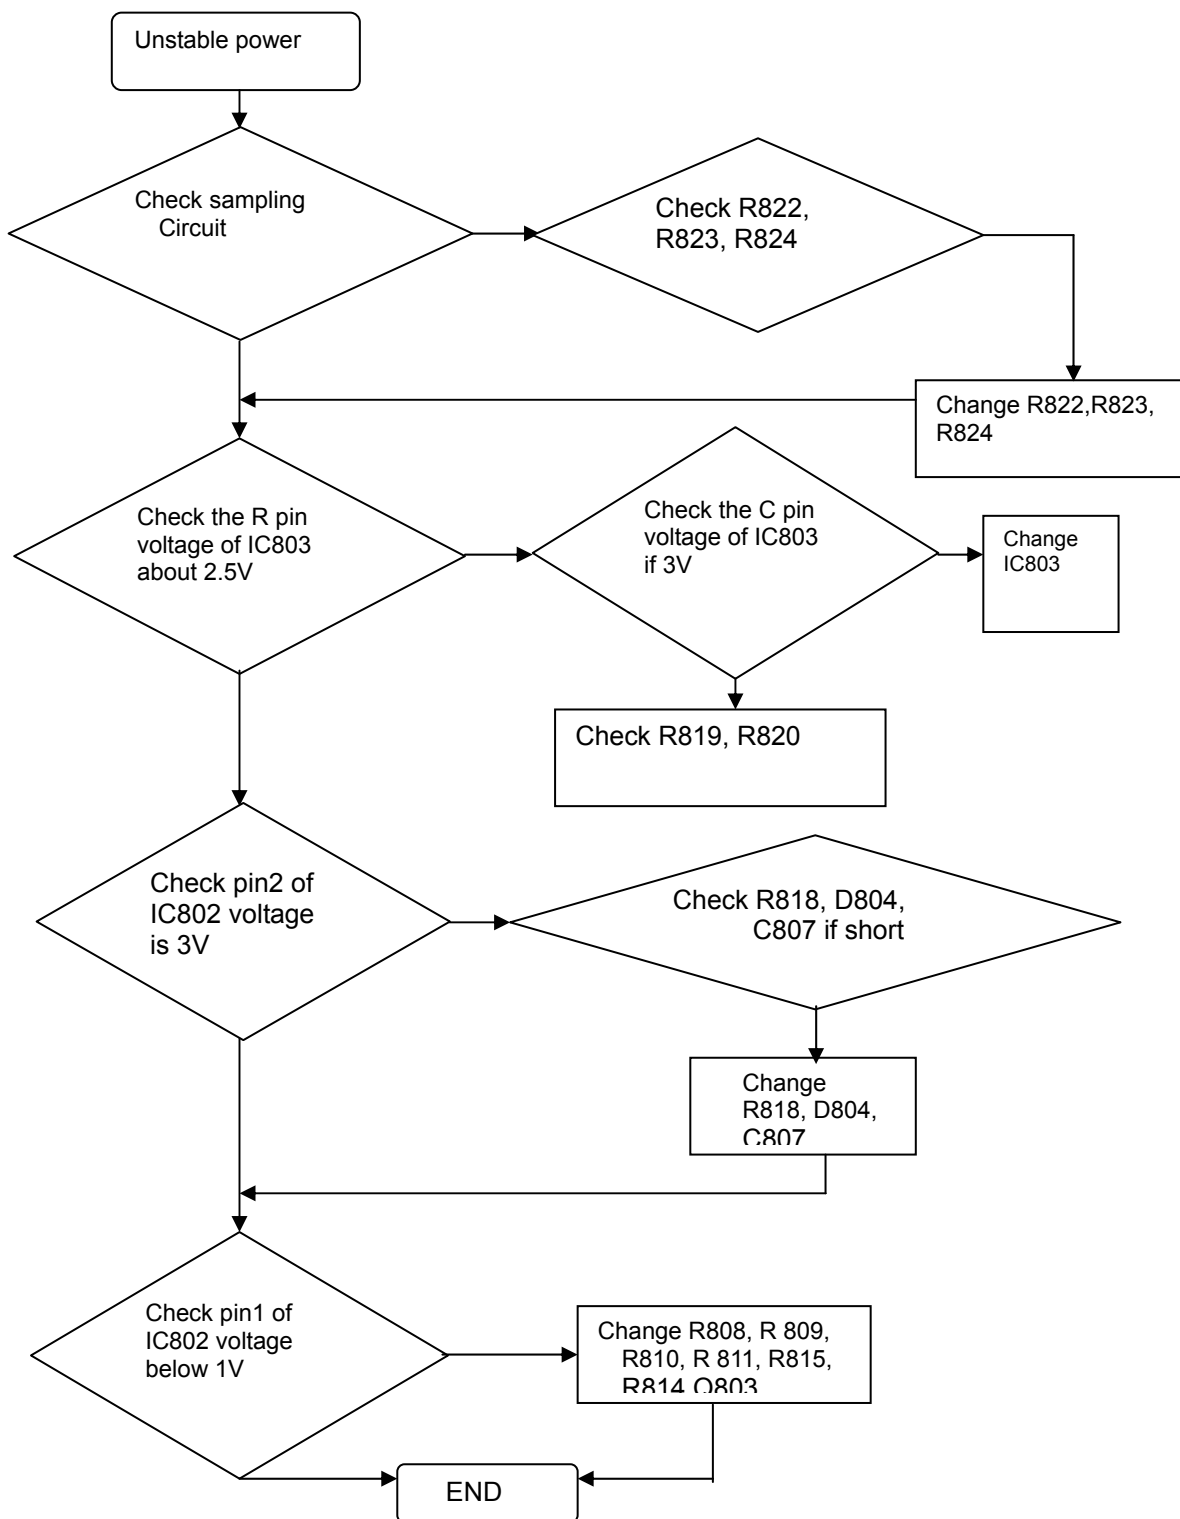 Unstable power
Check sampling
Circuit
Check R822,
R823, R824
Change R822,R823,
R824
Check the R pin
voltage of IC803
about 2.5V
Check the C pin
voltage of IC803
if 3V
Change
IC803
Check R819, R820
Check pin2 of
IC802 voltage
is 3V
Check R818, D804,
C807 if short
Change
R818, D804,
C807
Check pin1 of
IC802 voltage
below 1V
Change R808, R 809,
R810, R 811, R815,
R814,Q803
END